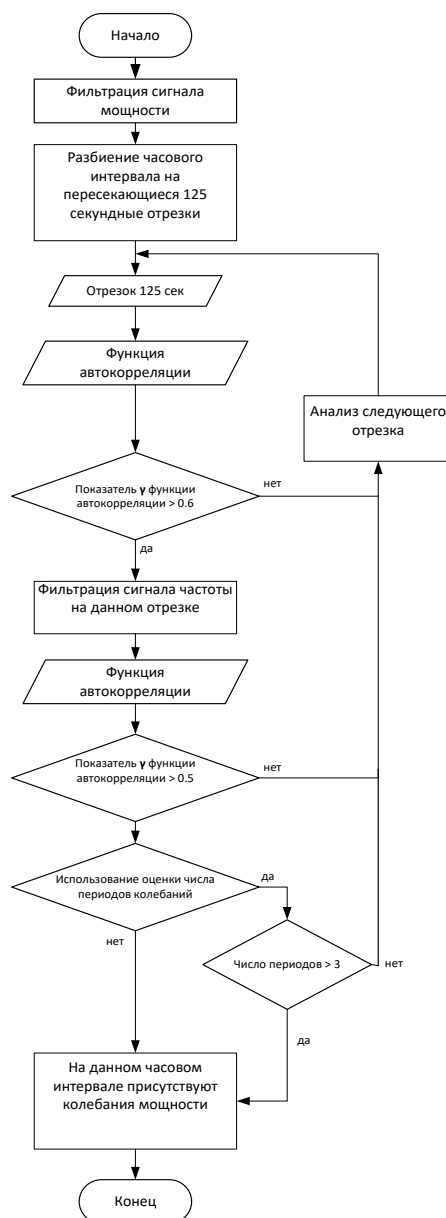 Начало
Фильтрация сигнала
мощности
Разбиение часового
интервала на
пересекающиеся 125
секундные отрезки
Отрезок 125 сек
Функция
автокорреляции
Анализ следующего
отрезка
Показатель γ функции
автокорреляции > 0.6
нет
да
Фильтрация сигнала частоты
на данном отрезке
Функция
автокорреляции
Показатель γ функции
автокорреляции > 0.5
нет
Использование оценки числа
периодов колебаний
да
нет
Число периодов > 3
нет
да
На данном часовом
интервале присутствуют
колебания мощности
Конец